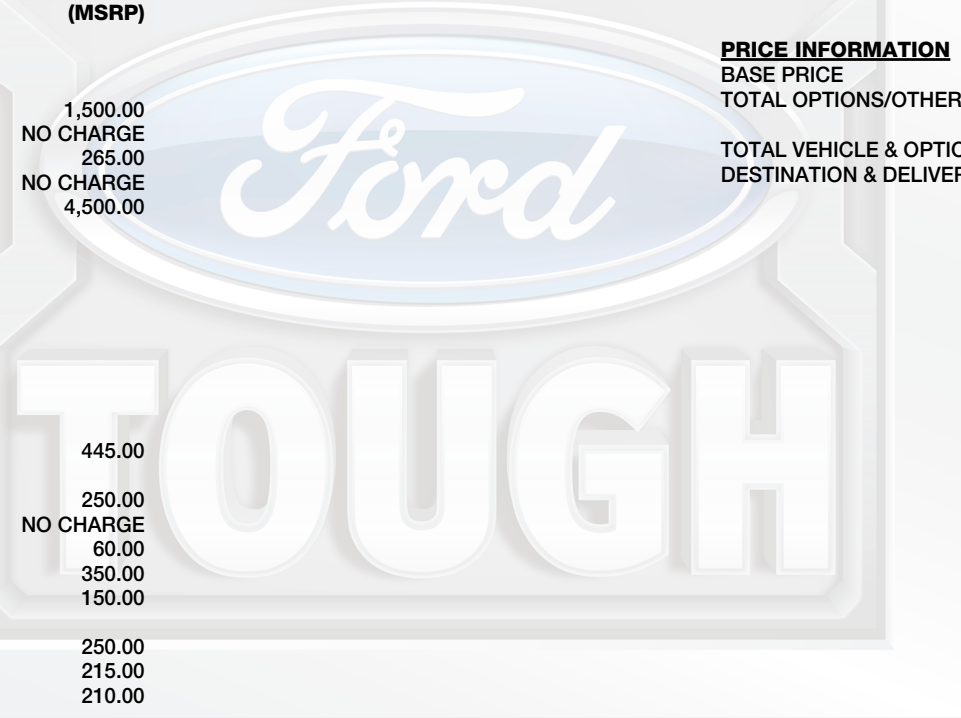 (MSRP)
1,500.00
NO CHARGE
265.00
NO CHARGE
4,500.00
445.00
250.00
NO CHARGE
60.00
350.00
150.00
250.00
215.00
210.00
PRICE INFORMATION
BASE PRICE
TOTAL OPTIONS/OTHER
TOTAL VEHICLE & OPTIO
DESTINATION & DELIVER
Ford
TOUGH